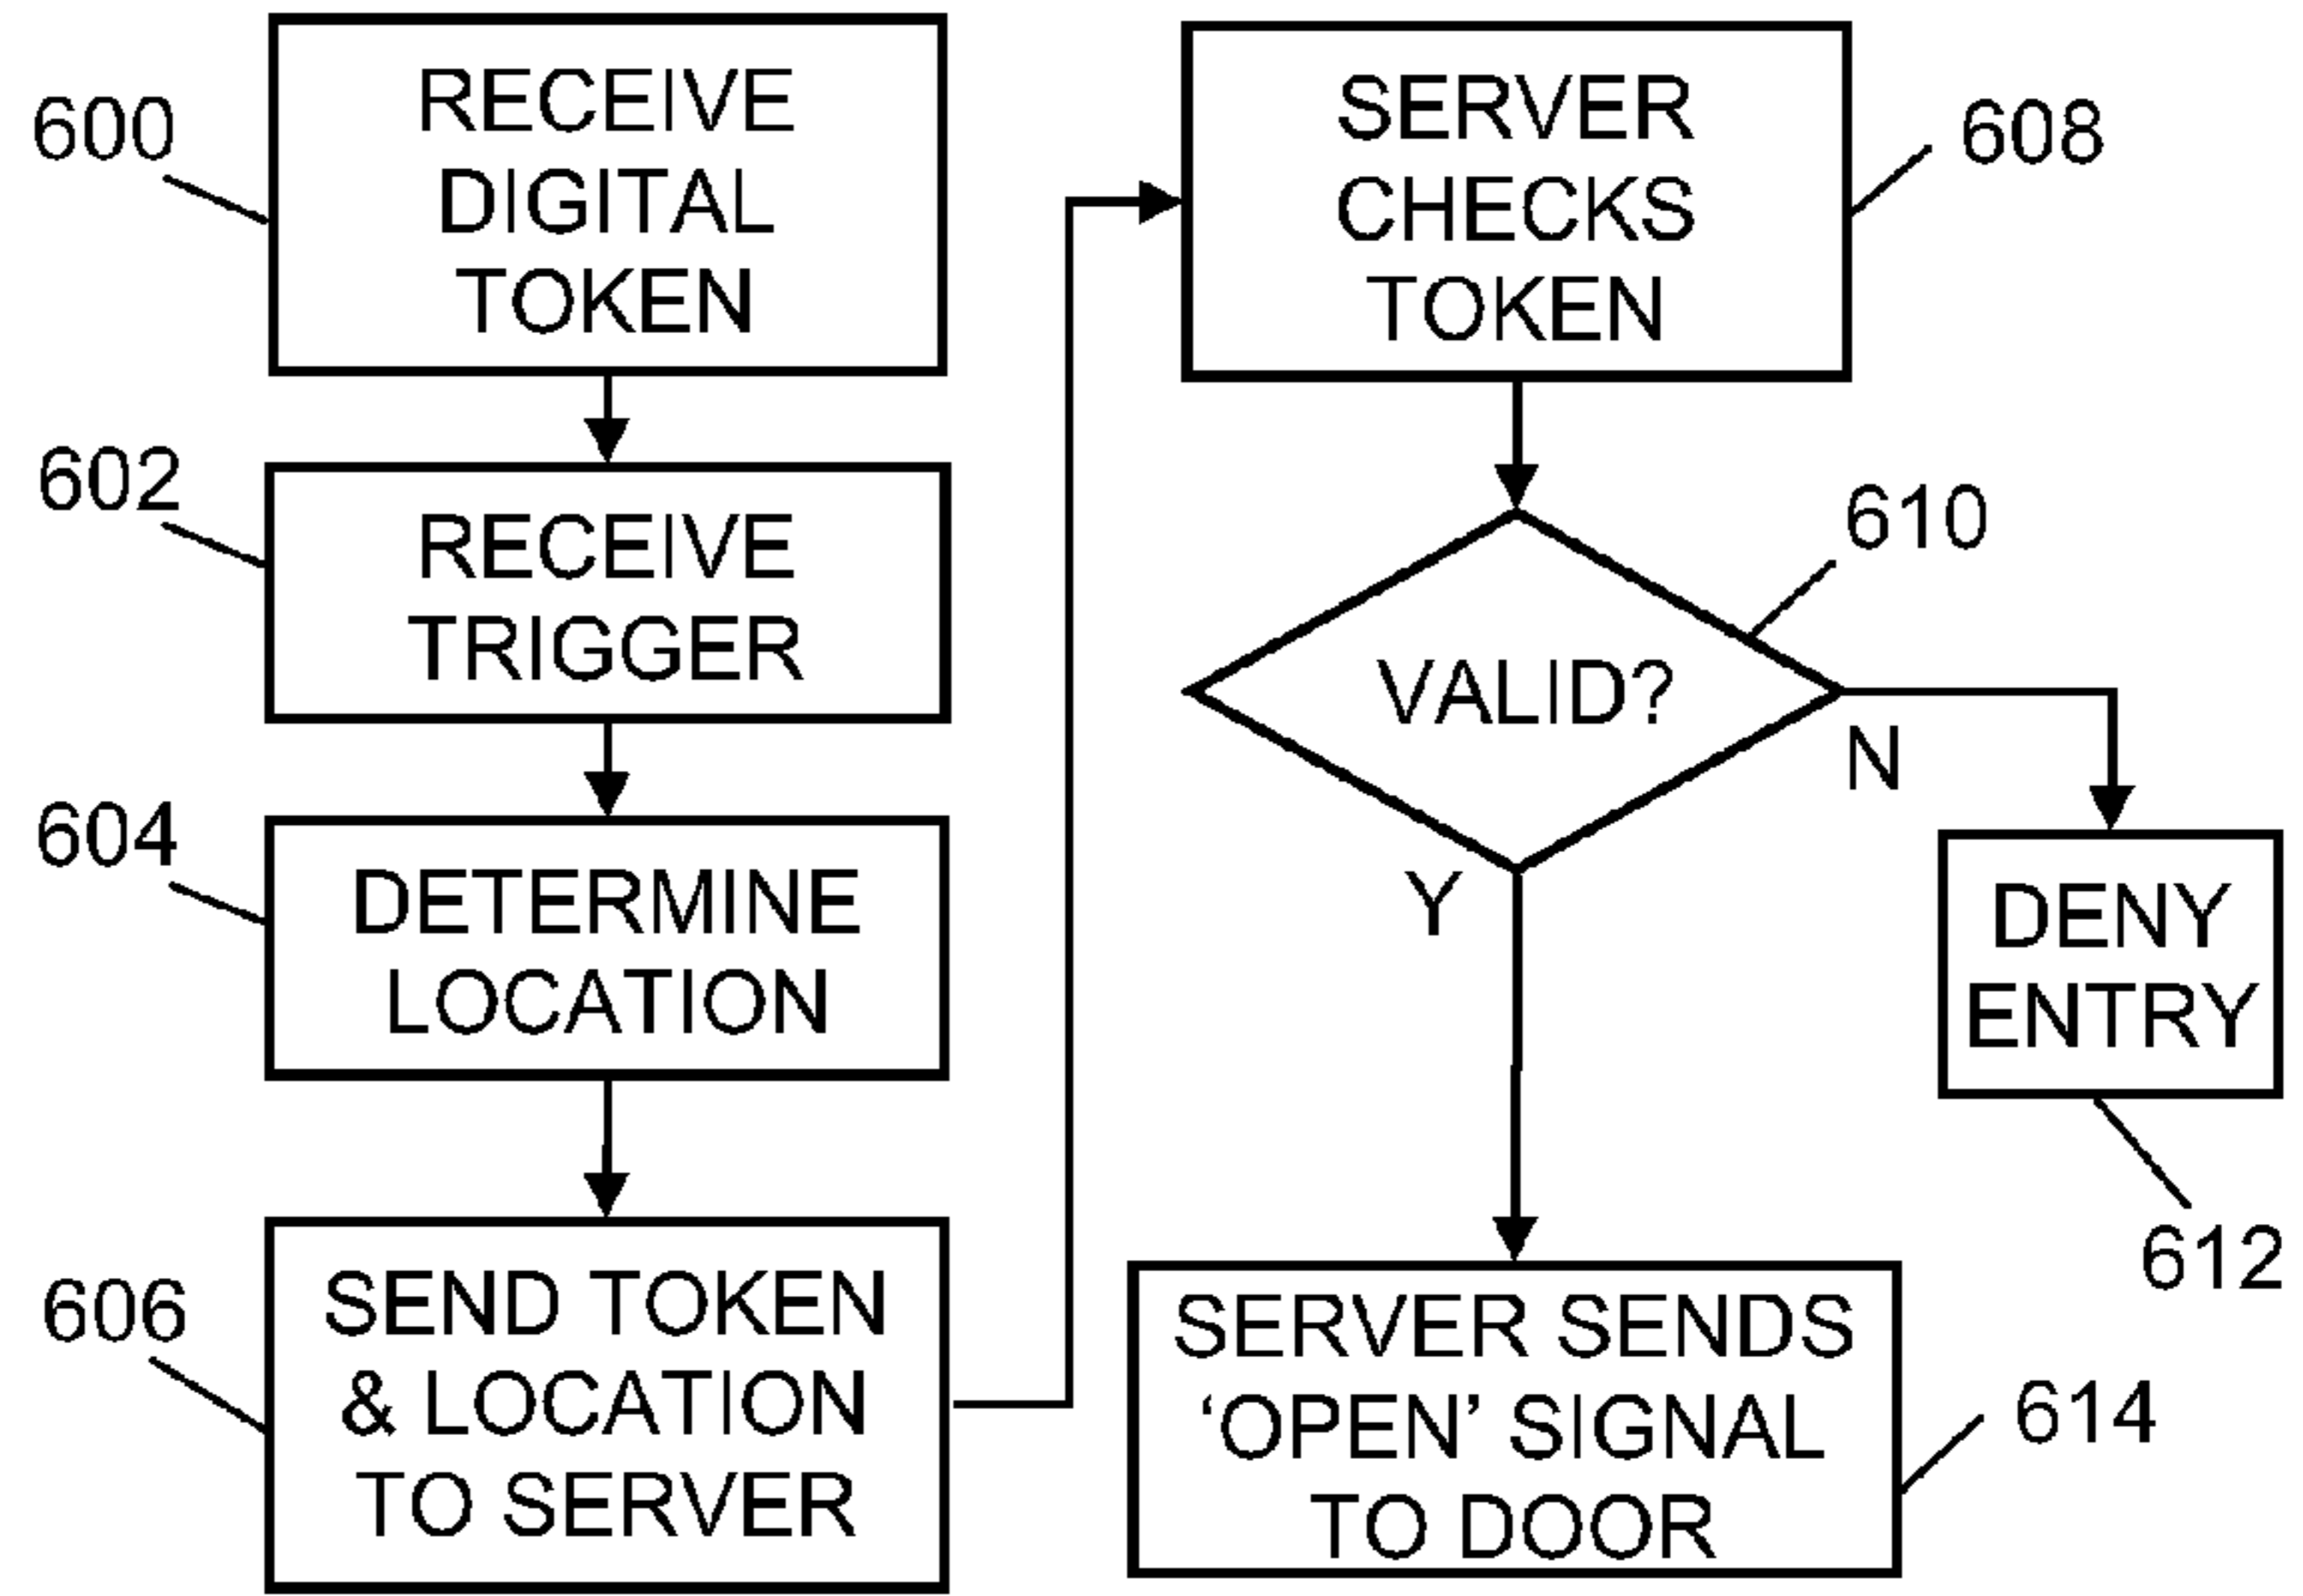 600
RECEIVE
DIGITAL
TOKEN
602
RECEIVE
TRIGGER
604
DETERMINE
LOCATION
606
SEND TOKEN
& LOCATION
TO SERVER
SERVER
CHECKS
TOKEN
608
610
VALID?
N
Y
DENY
ENTRY
612
SERVER SENDS
‘OPEN’ SIGNAL
TO DOOR
614